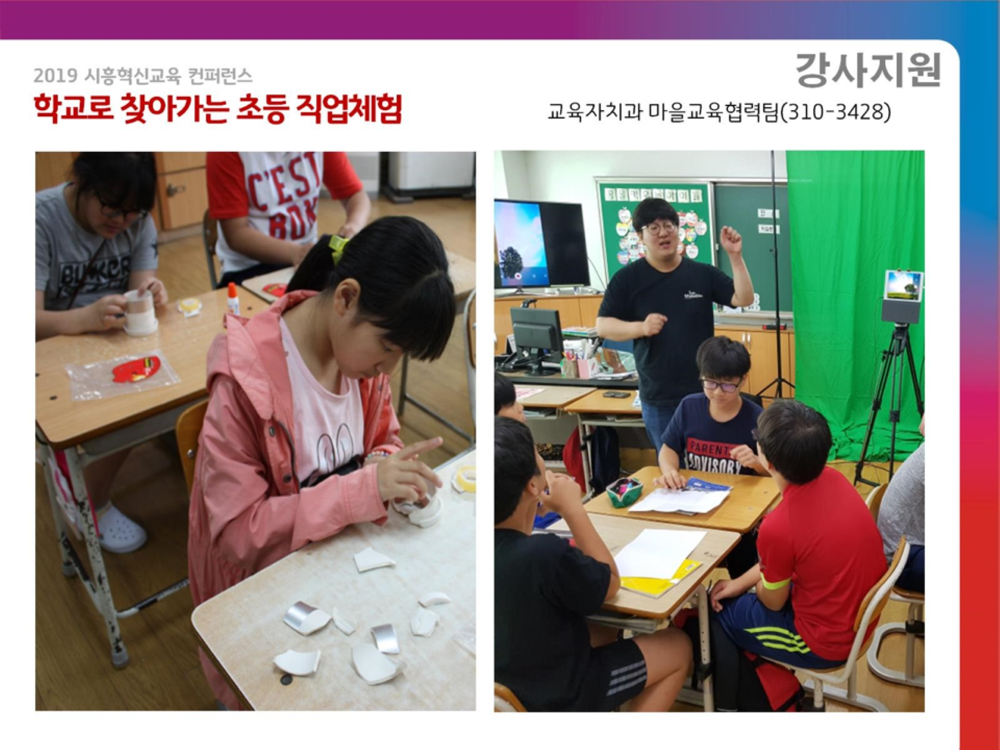 2019 시흥혁신교육 컨퍼런스
학교로 찾아가는 초등 직업체험
강사지원
교육자치과 마을교육협력팀(310-3428)
C'EST
BON
PARENT
ADVISORY